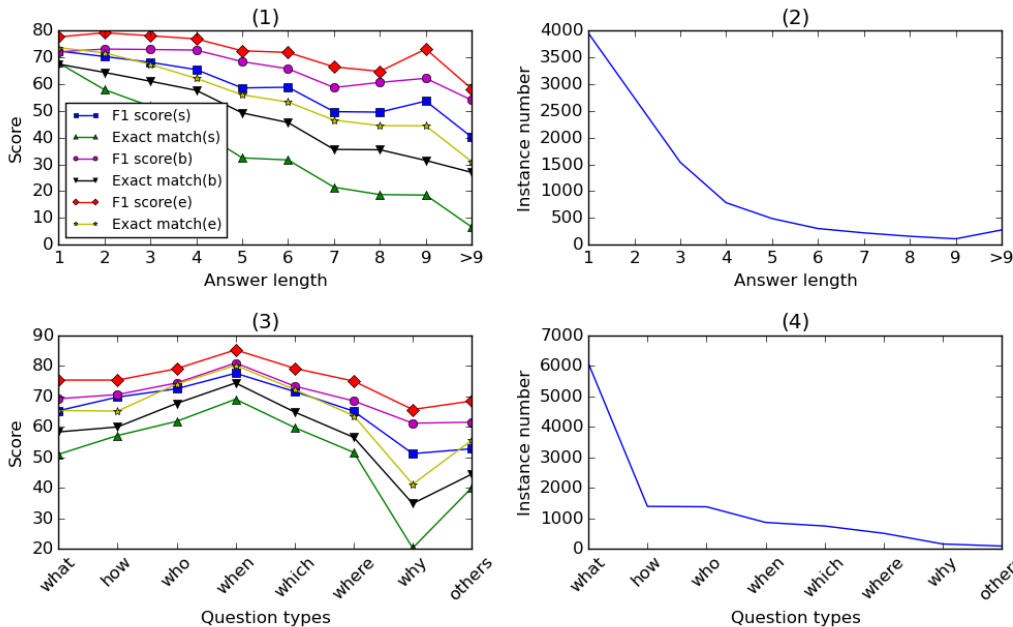 (1)
80
70
60
50
40
30
20
10
0
Score
F1 score(s)
Exact match(s)
F1 score(b)
Exact match(b)
F1 score(e)
Exact match(e)
1 2 3 4 5 6 7 8 9 >9
Answer length
(2)
4000
3500
3000
2500
2000
1500
1000
500
0
Instance number
1 2 3 4 5 6 7 8 9 >9
Answer length
(3)
90
80
70
60
50
40
30
20
Score
what how who when which where why others
Question types
(4)
7000
6000
5000
4000
3000
2000
1000
0
Instance number
what how who when which where why others
Question types